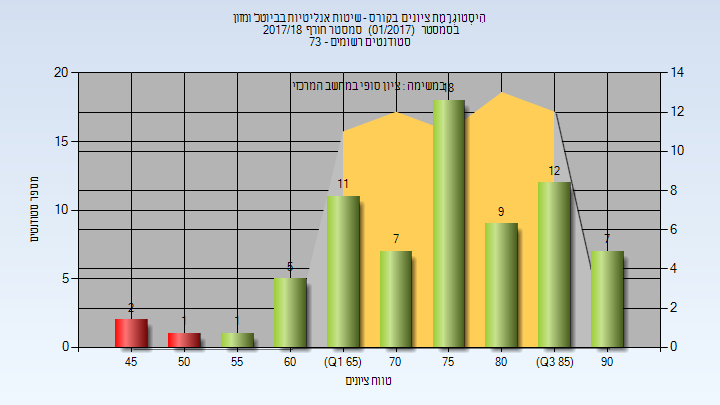 היסטוגרמת ציונים בקורס - שיטות אנליטיות בביוטכ' ומזון
בסמסטר (01/2017) סמסטר חורף 2017/18
סטודנטים רשומים - 73
במשימה : ציון סופי במחשב המרכזי
20 14
12
15
10
10
8
6
5
4
2
0 0
2 1 1 5 11 7 18 9 12 7
45 50 55 60 (Q1 65) 70 75 80 (Q3 85) 90
מספר סטודנטים
טווח ציונים